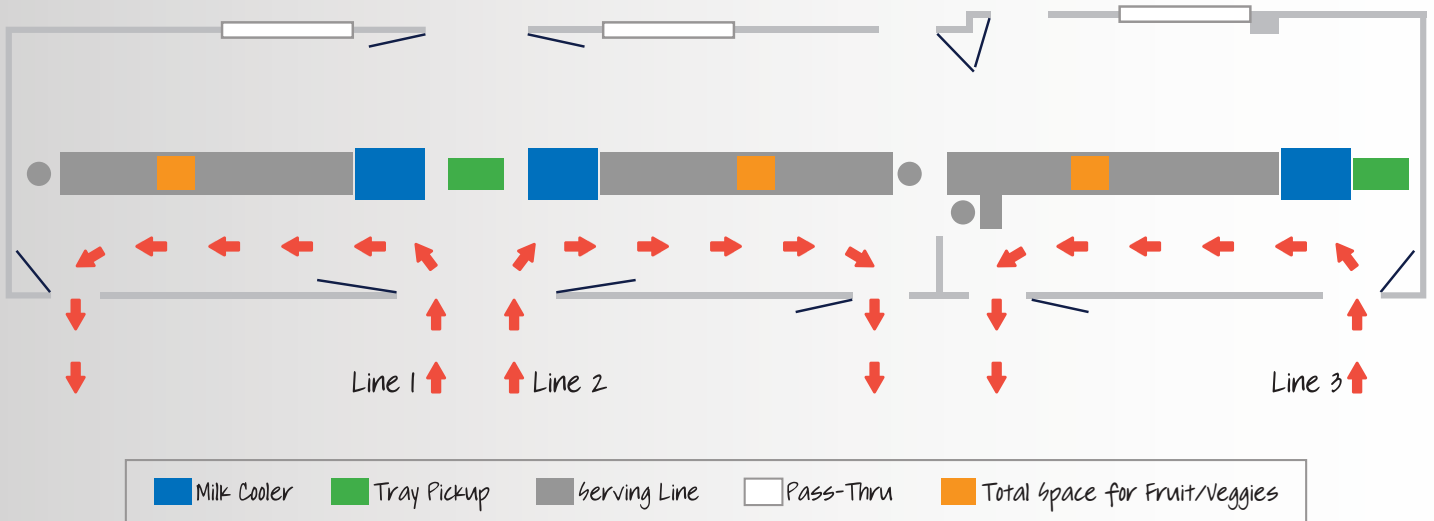 Line 1
Line 2
Line 3
Milk Cooler
Tray Pickup
Serving Line
Pass-Thru
Total Space for Fruit/Veggies